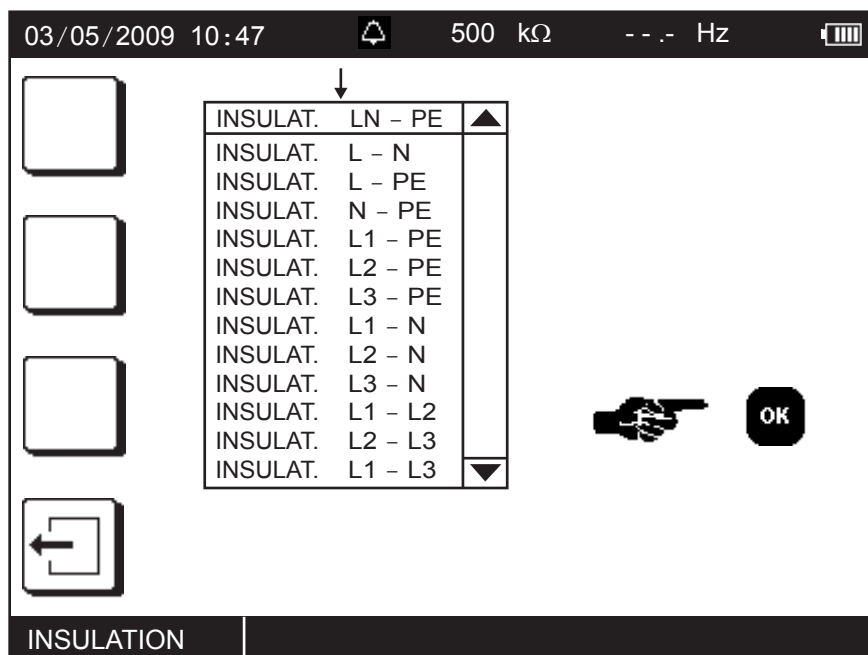 03/05/2009 10:47 500 kΩ - - .- Hz
INSULAT. LN – PE
INSULAT. L – N
INSULAT. L – PE
INSULAT. N – PE
INSULAT. L1 – PE
INSULAT. L2 – PE
INSULAT. L3 – PE
INSULAT. L1 – N
INSULAT. L2 – N
INSULAT. L3 – N
INSULAT. L1 – L2
INSULAT. L2 – L3
INSULAT. L1 – L3
OK
INSULATION